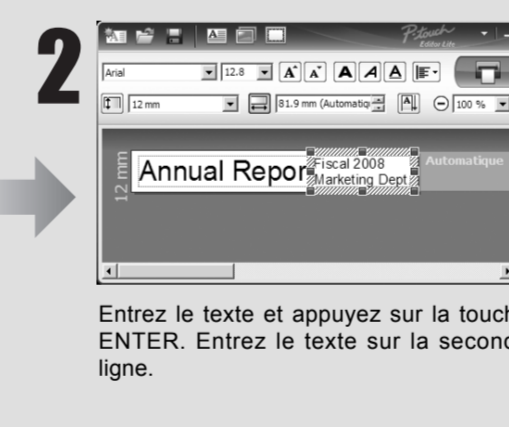 2
P-touch
Editor Lite
Arial 12.8 A A A A A
12 mm 81.9 mm (Automatiq A 100 %
12 mm
Annual Repor
Fiscal 2008
Marketing Dept
Automatique
Entrez le texte et appuyez sur la touch
ENTER. Entrez le texte sur la second
ligne.